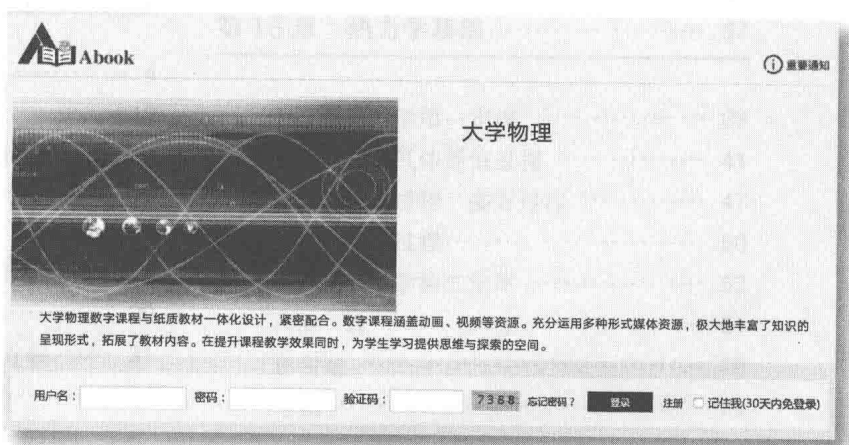 Abook
重要通知
大学物理
大学物理数字课程与纸质教材一体化设计，紧密配合。数字课程涵盖动画、视频等资源。充分运用多种形式媒体资源，极大地丰富了知识的
呈现形式，拓展了教材内容。在提升课程教学效果同时，为学生学习提供思维与探索的空间。
用户名： 密码： 验证码： 7368 忘记密码？ 登录 注册 记住我(30天内免登录)